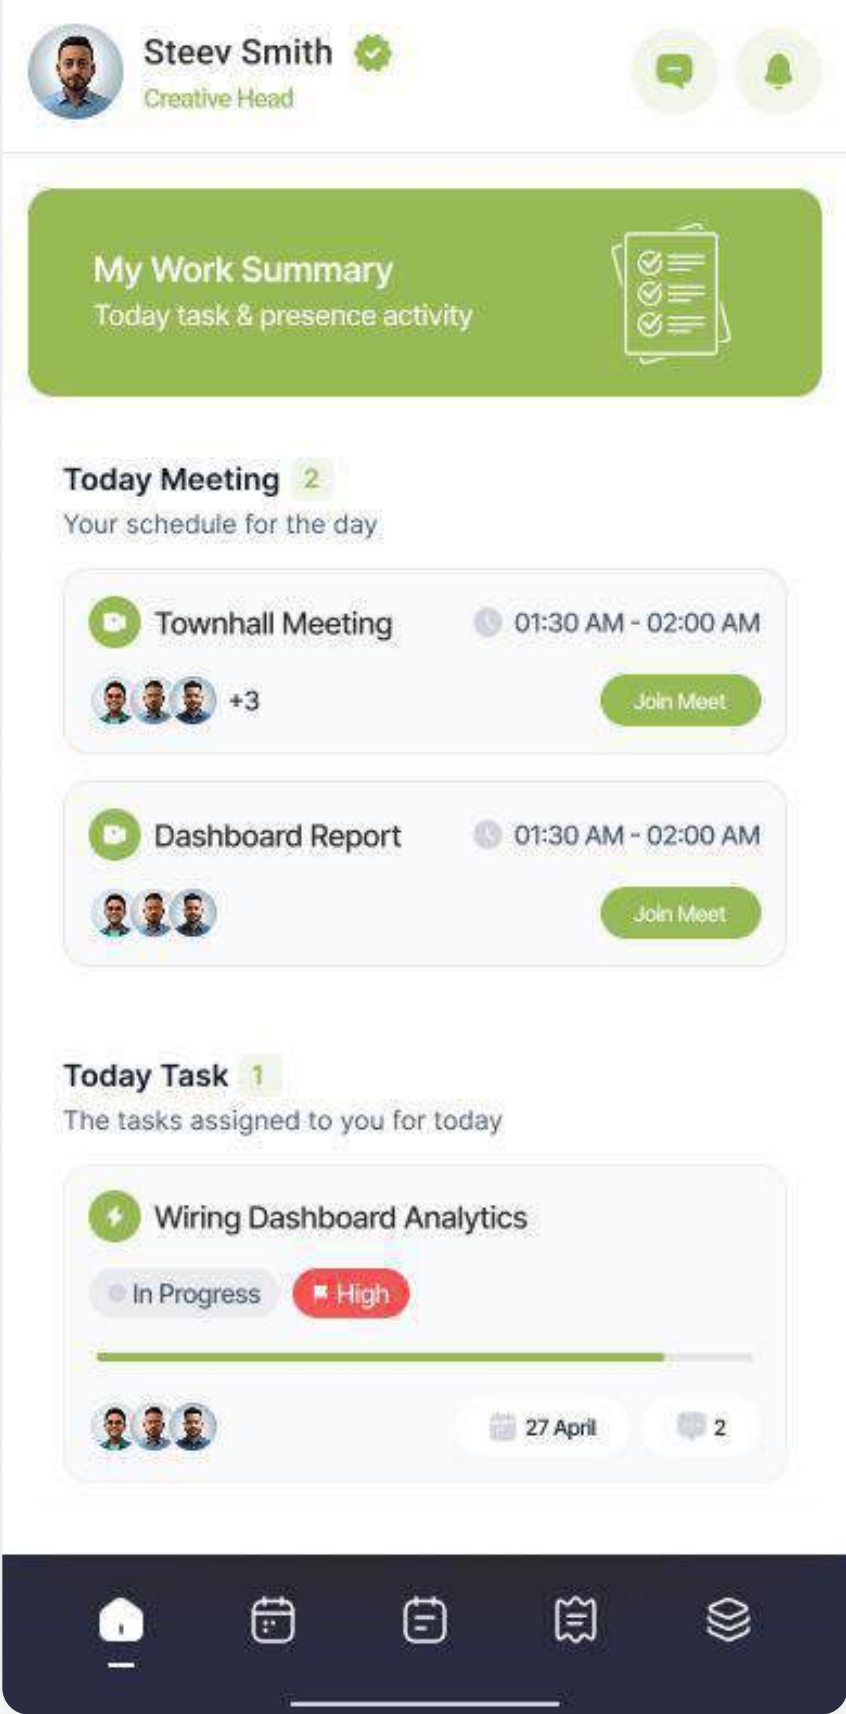 Steev Smith
Creative Head
My Work Summary
Today task & presence activity
Today Meeting 2
Your schedule for the day
Townhall Meeting 01:30 AM - 02:00 AM
+3 Join Meet
Dashboard Report 01:30 AM - 02:00 AM
Join Meet
Today Task 1
The tasks assigned to you for today
Wiring Dashboard Analytics
In Progress High
27 April 2